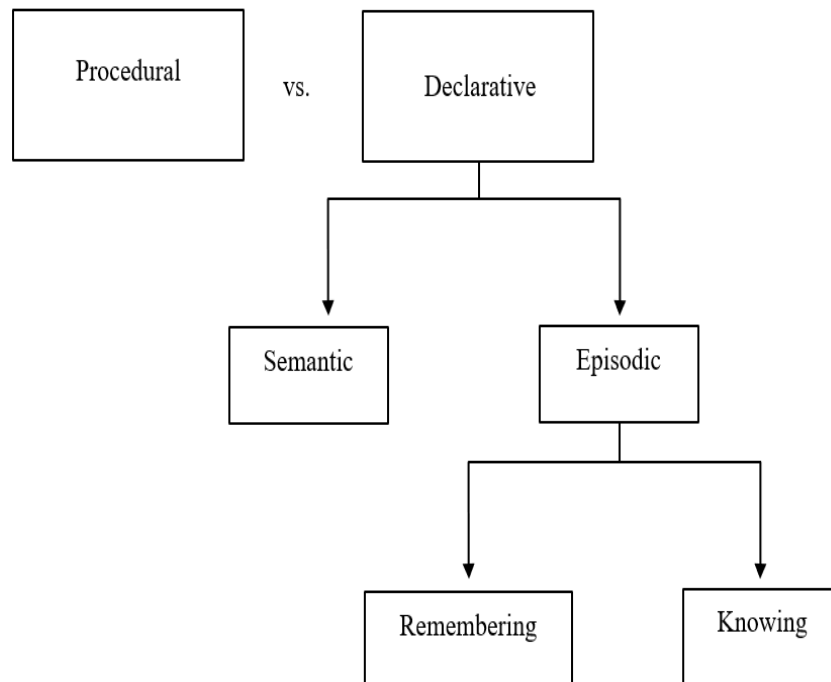 Procedural
vs.
Declarative
Semantic
Episodic
Remembering
Knowing